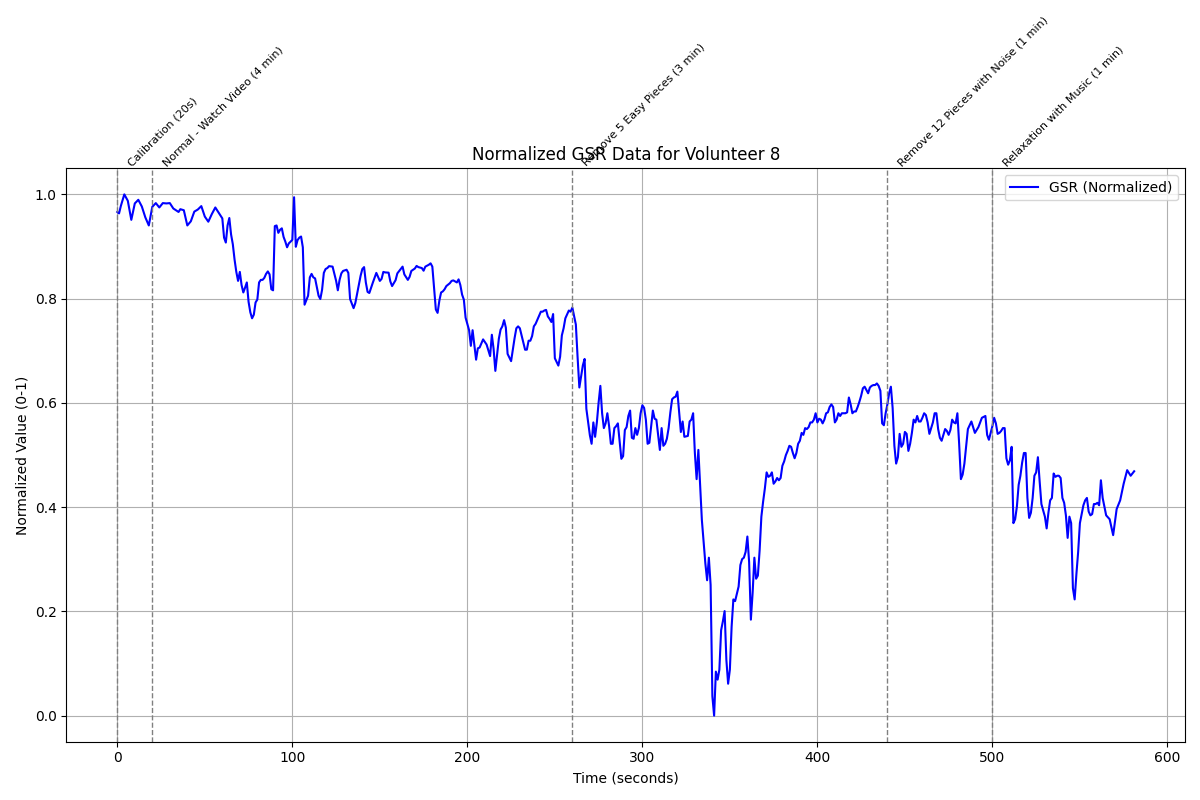 Calibration (20s)
Normal - Watch Video (4 min)
Remove 5 Easy Pieces (3 min)
Remove 12 Pieces with Noise (1 min)
Relaxation with Music (1 min)
Normalized GSR Data for Volunteer 8
GSR (Normalized)
Normalized Value (0-1)
1.0
0.8
0.6
0.4
0.2
0.0
0 100 200 300 400 500 600
Time (seconds)